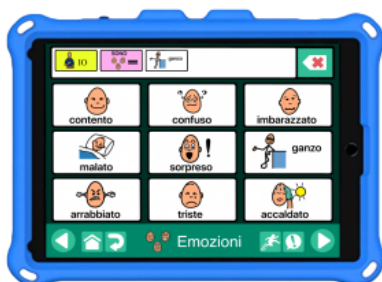 IO
SONO
ganzo
contento
confuso
imbarazzato
malato
sorpreso !
ganzo
arrabbiato
triste
accaldato
Emozioni